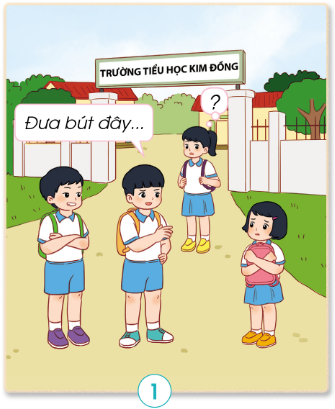 TRƯỜNG TIỂU HỌC KIM ĐỒNG
?
Đưa bút đây...
1